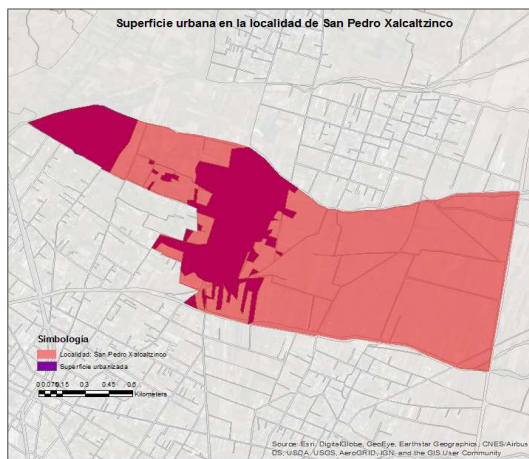 Superficie urbana en la localidad de San Pedro Xalcaltzinco
Simbología
Localidad: San Pedro Xalcaltzinco
Superficie urbanizada
0 0.075 0.15 0.3 0.45 0.6
Kilometers
Source: Esri, DigitalGlobe, GeoEye, Earthstar Geographics, CNES/Airbus
DS, USDA, USGS, AeroGRID, IGN, and the GIS User Community